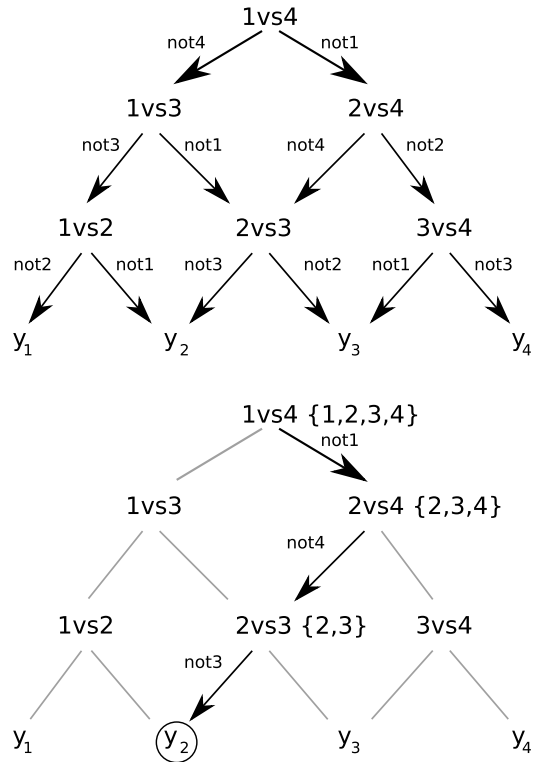 1vs4
not4 not1
1vs3 2vs4
not3 not1 not4 not2
1vs2 2vs3 3vs4
not2 not1 not3 not2 not1 not3
y1 y2 y3 y4
1vs4 {1,2,3,4}
not1
1vs3 2vs4 {2,3,4}
not4
1vs2 2vs3 {2,3} 3vs4
not3
y1 y2 y3 y4